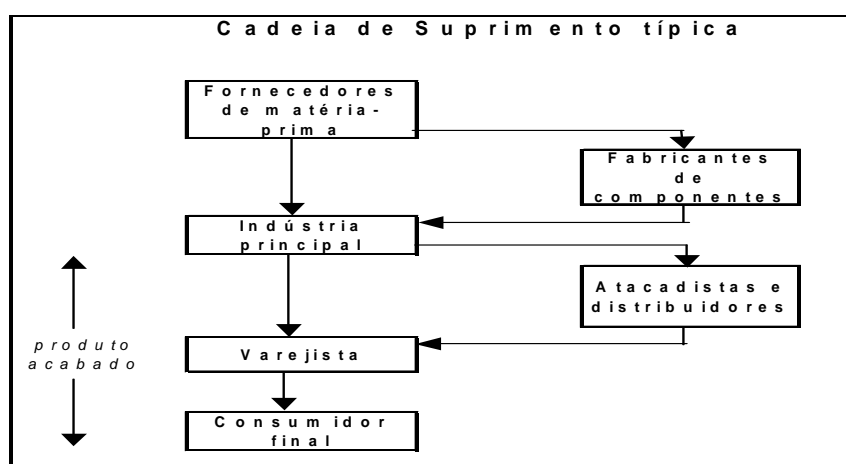 Cadeia de Suprimento típica
Fornecedores
de matéria-
prima
Fabricantes
de
componentes
Indústria
principal
Atacadistas e
distribuidores
produto
acabado
Varejista
Consumidor
final